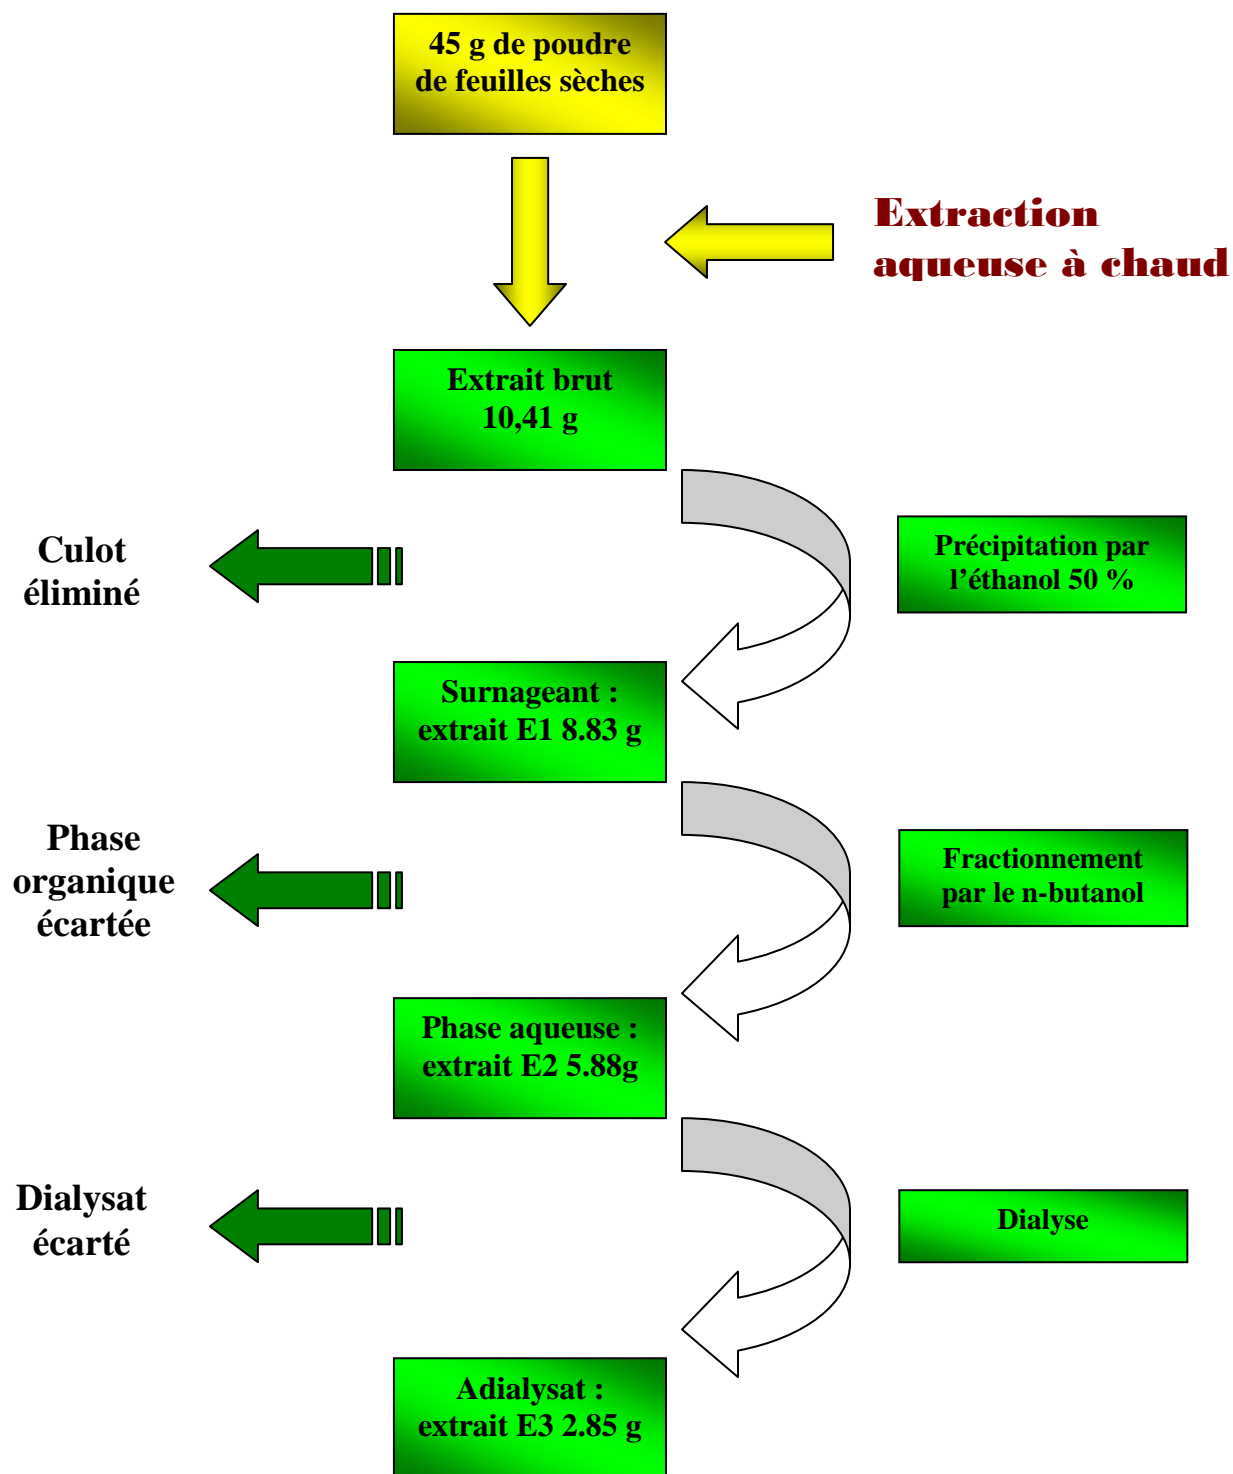 45 g de poudre
de feuilles sèches
Extraction
aqueuse à chaud
Extrait brut
10,41 g
Culot
éliminé
Précipitation par
l’éthanol 50 %
Surnageant :
extrait E1 8.83 g
Phase
organique
écartée
Fractionnement
par le n-butanol
Phase aqueuse :
extrait E2 5.88g
Dialysat
écarté
Dialyse
Adialysat :
extrait E3 2.85 g